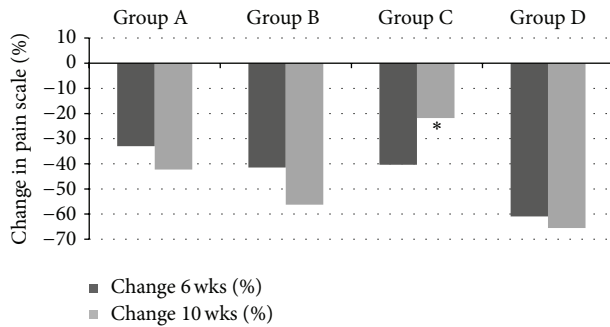 Group A Group B Group C Group D
Change in pain scale (%)
10
0
−10
−20
−30
−40
−50
−60
−70
*
Change 6 wks (%)
Change 10 wks (%)